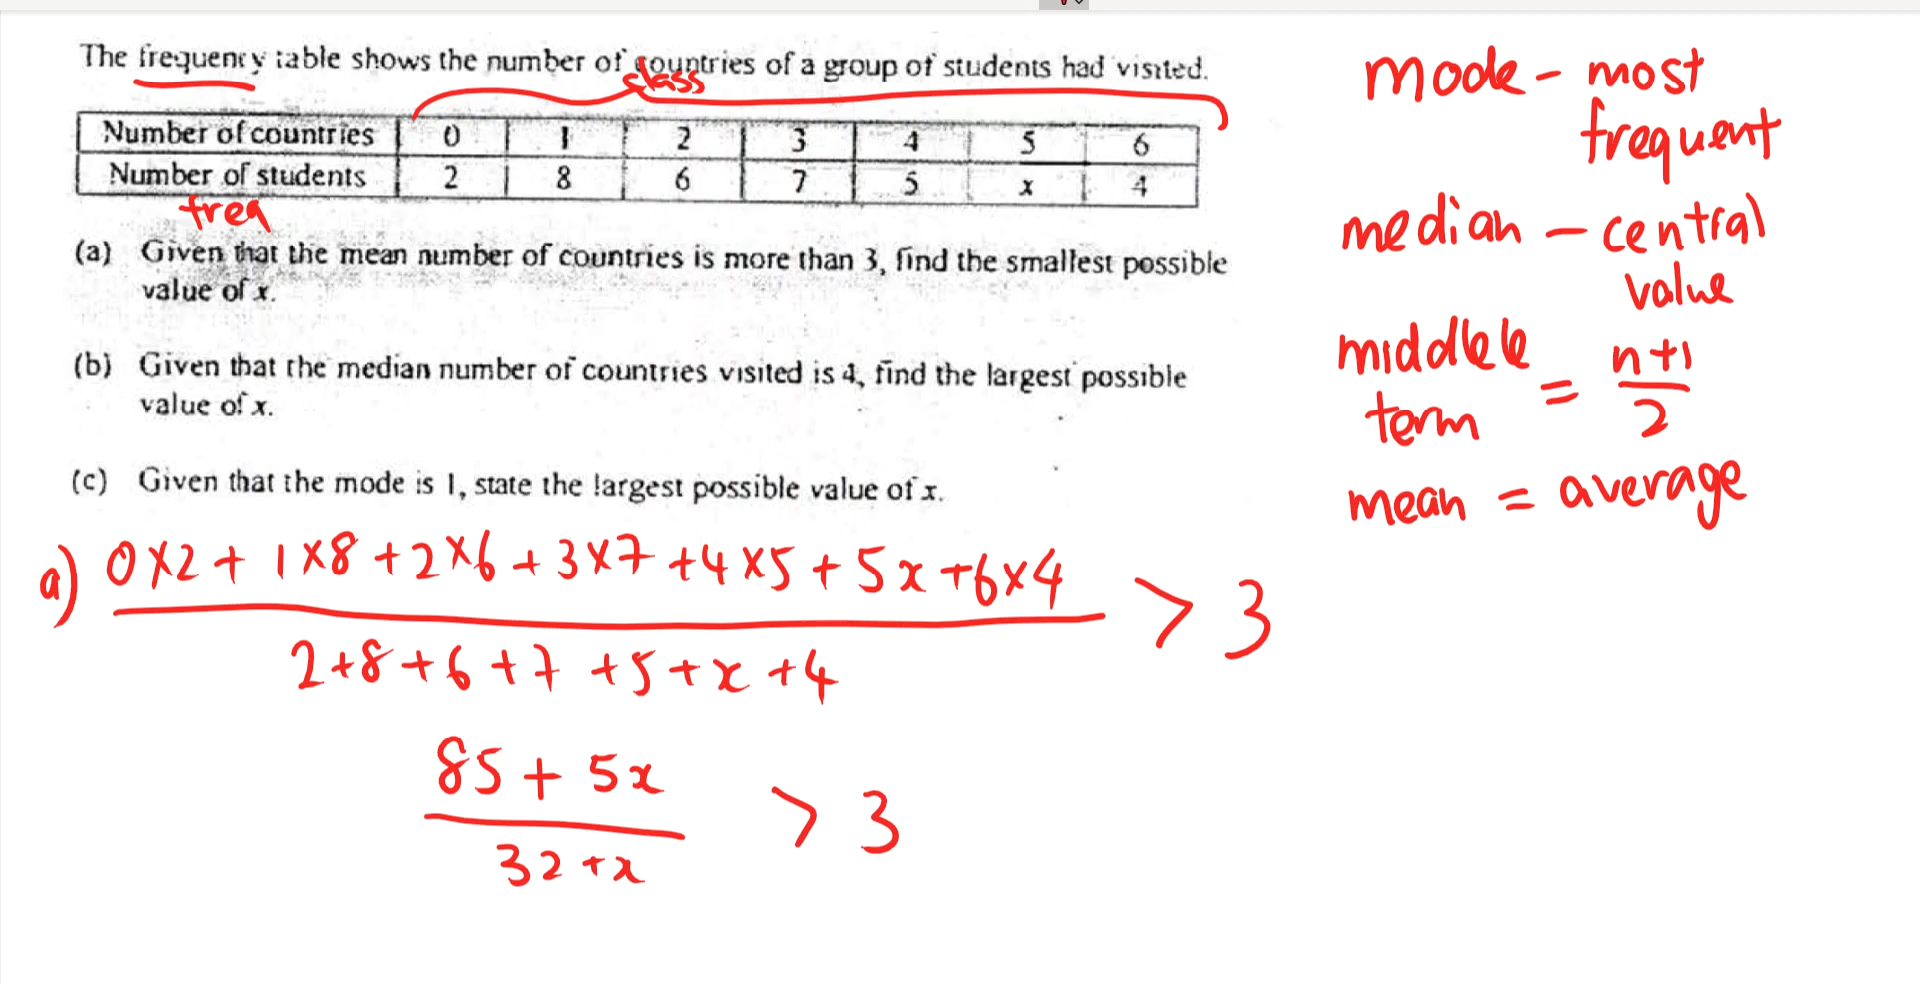 The frequency table shows the number of countries of a group of students had visited.
class
Number of countries 0 1 2 3 4 5 6
Number of students 2 8 6 7 5 x 4
freq
(a) Given that the mean number of countries is more than 3, find the smallest possible
value of x.
(b) Given that the median number of countries visited is 4, find the largest possible
value of x.
(c) Given that the mode is 1, state the largest possible value of x.
a) 0×2 + 1×8 + 2×6 + 3×7 + 4×5 + 5x + 6×4 > 3
2+8+6+7+5+x+4
85 + 5x > 3
32 + x
mode - most
frequent
median - central
value
middlele
term = n+1
2
mean = average